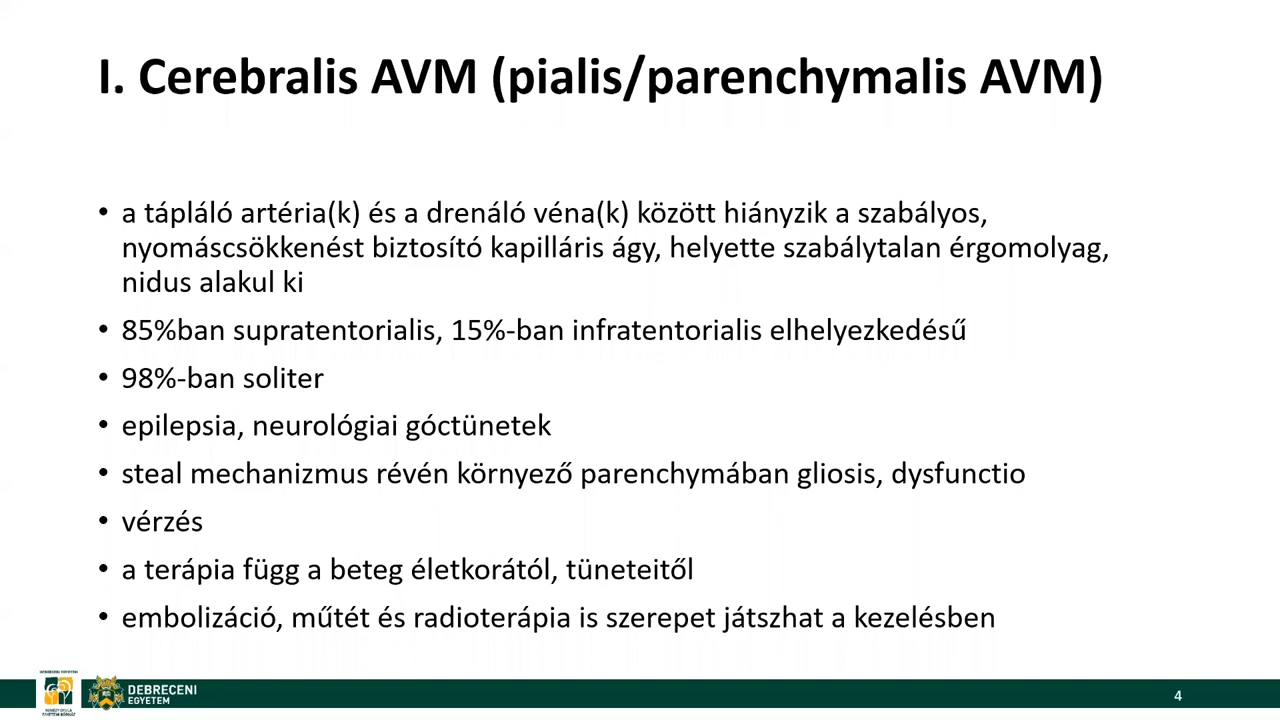 I. Cerebralis AVM (pialis/parenchymalis AVM)
• a tápláló artéria(k) és a drenáló véna(k) között hiányzik a szabályos,
nyomáscsökkenést biztosító kapilláris ágy, helyette szabálytalan érgomolyag,
nidus alakul ki
• 85%ban supratentorialis, 15%-ban infratentorialis elhelyezkedésű
• 98%-ban soliter
• epilepsia, neurológiai góctünetek
• steal mechanizmus révén környező parenchymában gliosis, dysfunctio
• vérzés
• a terápia függ a beteg életkorától, tüneteitől
• embolizáció, műtét és radioterápia is szerepet játszhat a kezelésben
DEBRECENI
EGYETEM
4